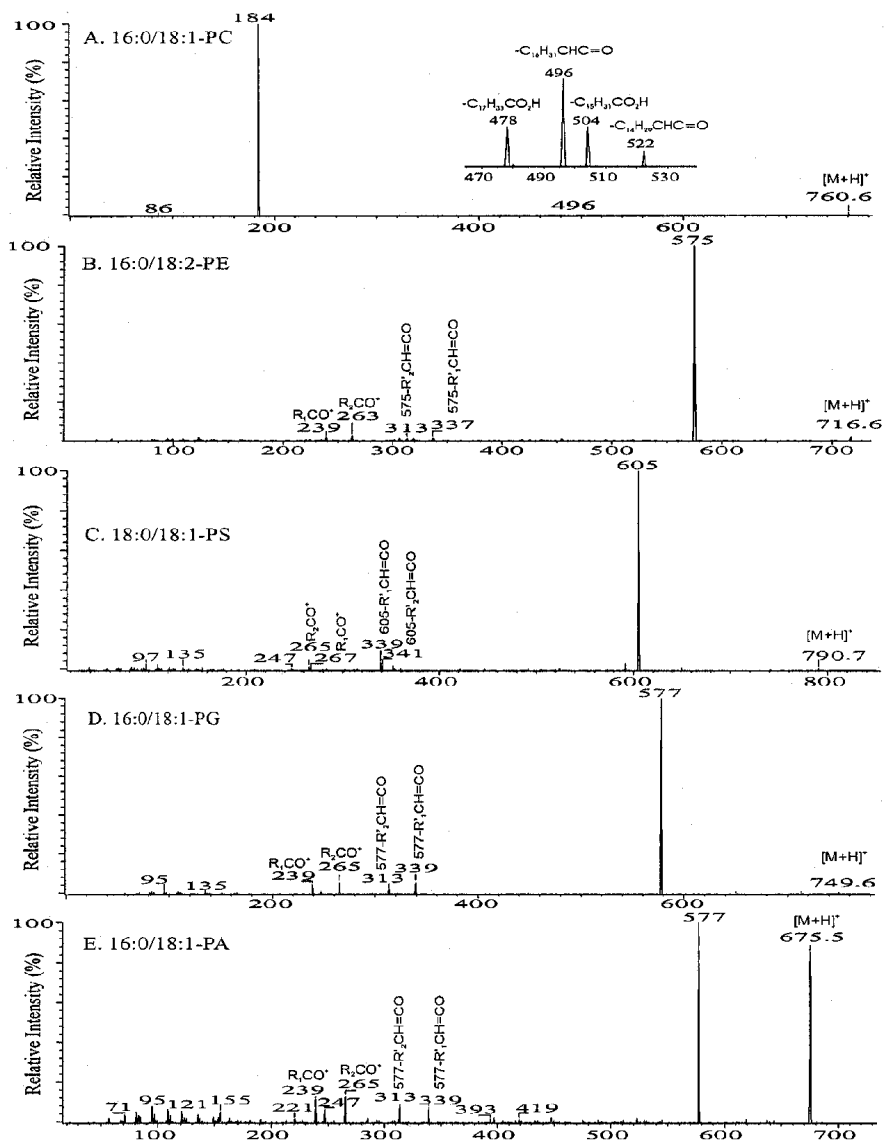 Relative Intensity (%)
100
A. 16:0/18:1-PC
184
86
-C₁₆H₃₁CHC=O
496
-C₁₇H₃₃CO₂H
478
-C₁₅H₃₁CO₂H
504
-C₁₄H₂₉CHC=O
522
470 490 510 530
496
[M+H]⁺
760.6
200 400 600
Relative Intensity (%)
100
B. 16:0/18:2-PE
575
R₁CO⁺
239
R₂CO⁺
263
575-R'₂CH=CO
313
575-R'₁CH=CO
337
[M+H]⁺
716.6
100 200 300 400 500 600 700
Relative Intensity (%)
100
C. 18:0/18:1-PS
605
97
135
247
R₂CO⁺
265
R₁CO⁺
267
605-R'₁CH=CO
339
605-R'₂CH=CO
341
[M+H]⁺
790.7
200 400 600 800
Relative Intensity (%)
100
D. 16:0/18:1-PG
577
95
135
R₁CO⁺
239
R₂CO⁺
265
577-R'₂CH=CO
313
577-R'₁CH=CO
339
[M+H]⁺
749.6
200 400 600
Relative Intensity (%)
100
E. 16:0/18:1-PA
577
[M+H]⁺
675.5
71
95
121
155
221
R₁CO⁺
239
247
R₂CO⁺
265
577-R'₂CH=CO
313
577-R'₁CH=CO
339
393
419
100 200 300 400 500 600 700